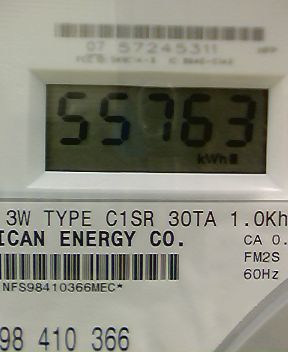 07 57245311
55763
kWh
3W TYPE C1SR 30TA 1.0Kh
ICAN ENERGY CO.
CA 0.
FM2S
60Hz
NFS98410366MEC*
98 410 366